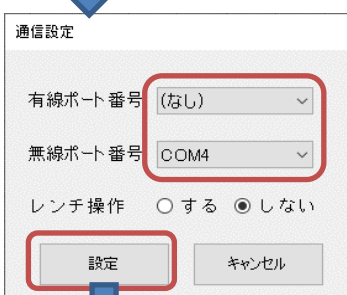 通信設定
有線ポート番号 (なし)
無線ポート番号 COM4
レンチ操作 する しない
設定 キャンセル